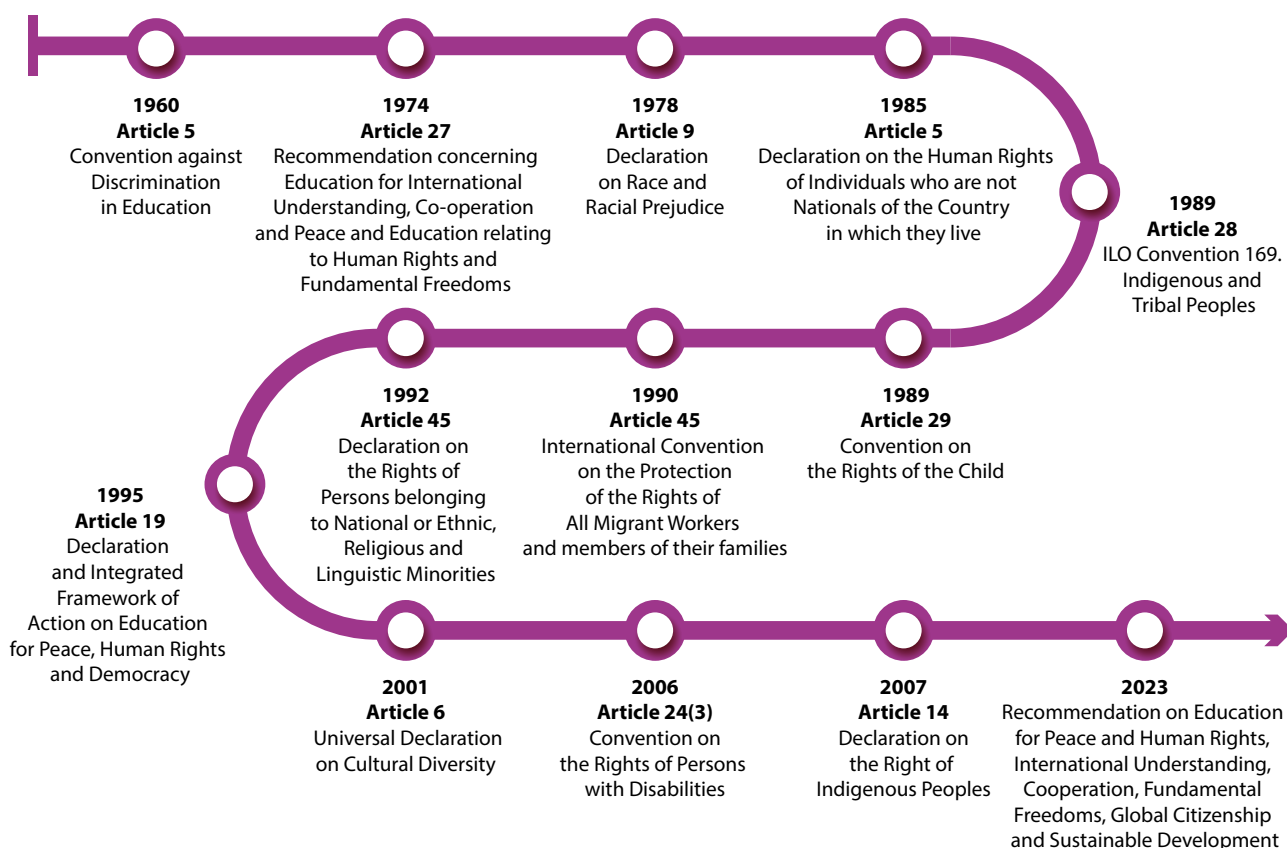 1960
Article 5
Convention against
Discrimination
in Education
1974
Article 27
Recommendation concerning
Education for International
Understanding, Co-operation
and Peace and Education relating
to Human Rights and
Fundamental Freedoms
1978
Article 9
Declaration
on Race and
Racial Prejudice
1985
Article 5
Declaration on the Human Rights
of Individuals who are not
Nationals of the Country
in which they live
1989
Article 28
ILO Convention 169.
Indigenous and
Tribal Peoples
1989
Article 29
Convention on
the Rights of the Child
1990
Article 45
International Convention
on the Protection
of the Rights of
All Migrant Workers
and members of their families
1992
Article 45
Declaration on
the Rights of
Persons belonging
to National or Ethnic,
Religious and
Linguistic Minorities
1995
Article 19
Declaration
and Integrated
Framework of
Action on Education
for Peace, Human Rights
and Democracy
2001
Article 6
Universal Declaration
on Cultural Diversity
2006
Article 24(3)
Convention on
the Rights of Persons
with Disabilities
2007
Article 14
Declaration on
the Right of
Indigenous Peoples
2023
Recommendation on Education
for Peace and Human Rights,
International Understanding,
Cooperation, Fundamental
Freedoms, Global Citizenship
and Sustainable Development